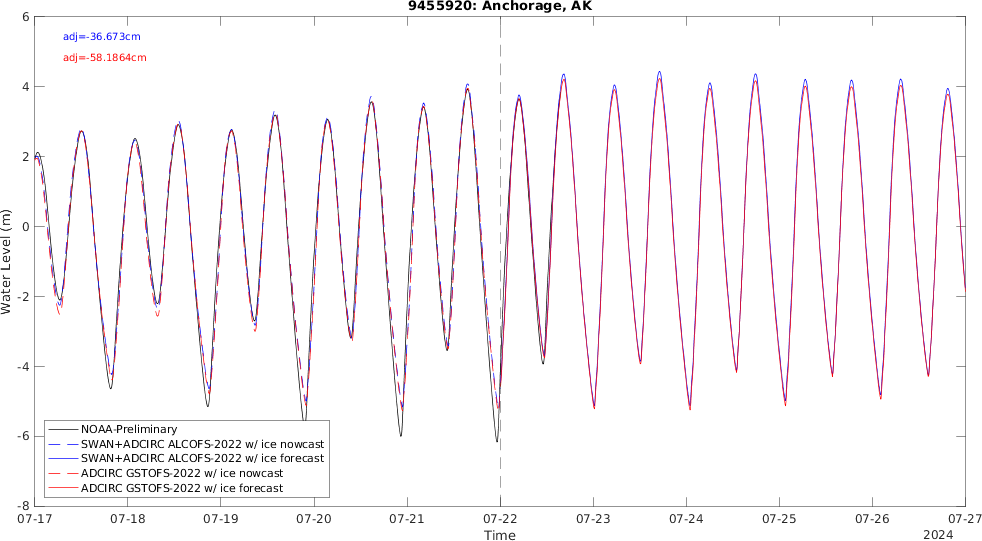 9455920: Anchorage, AK
adj=-36.673cm
adj=-58.1864cm
6
4
2
0
-2
-4
-6
-8
Water Level (m)
NOAA-Preliminary
SWAN+ADCIRC ALCOFS-2022 w/ ice nowcast
SWAN+ADCIRC ALCOFS-2022 w/ ice forecast
ADCIRC GSTOFS-2022 w/ ice nowcast
ADCIRC GSTOFS-2022 w/ ice forecast
07-17 07-18 07-19 07-20 07-21 07-22 07-23 07-24 07-25 07-26 07-27
Time
2024